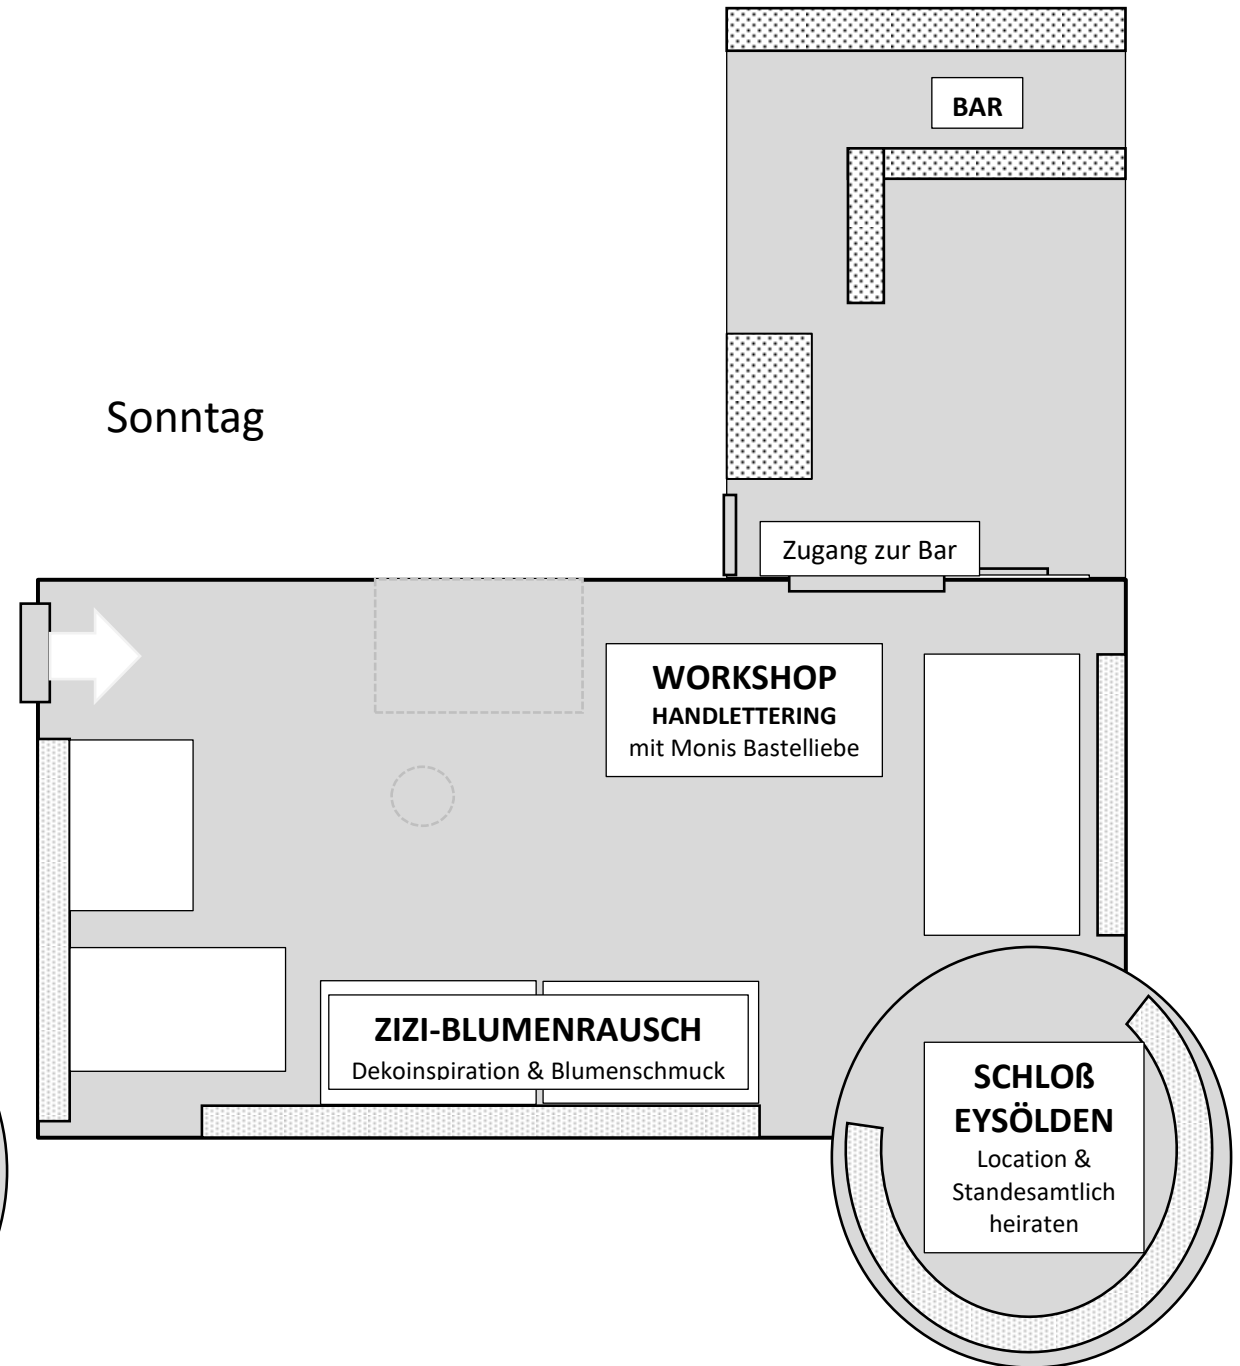 BAR
Sonntag
Zugang zur Bar
WORKSHOP
HANDLETTERING
mit Monis Bastelliebe
ZIZI-BLUMENRAUSCH
Dekoinspiration & Blumenschmuck
SCHLOß
EYSÖLDEN
Location &
Standesamtlich
heiraten